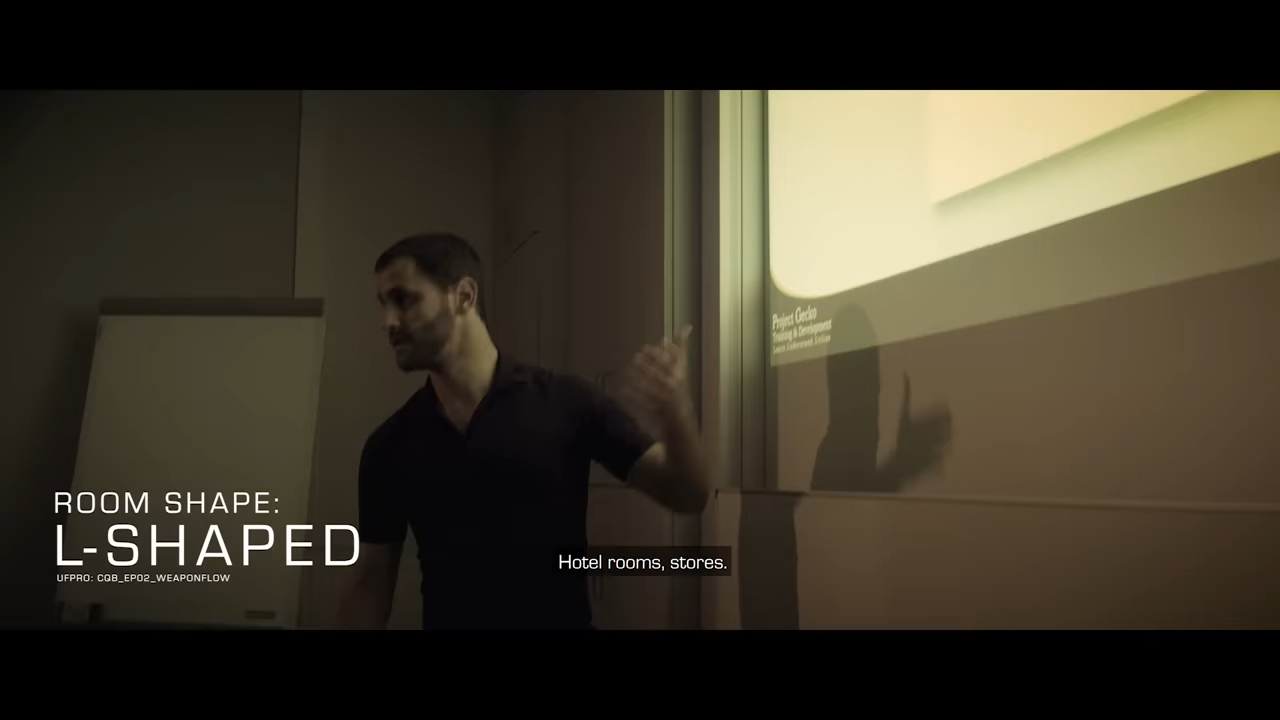 Project Gecko
Training & Development
ROOM SHAPE:
L-SHAPED
UFPRO: CQB_EP02_WEAPONFLOW
Hotel rooms, stores.